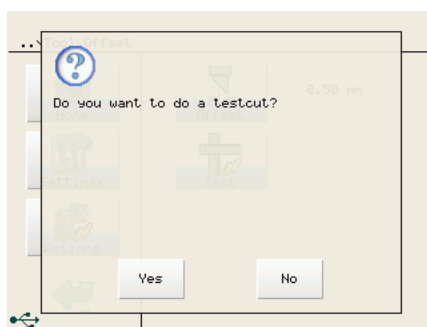 ..\Tool\Offset
Do you want to do a testcut?
0.50 mm
Home
Offset
Settings
Test
Actions
Yes
No